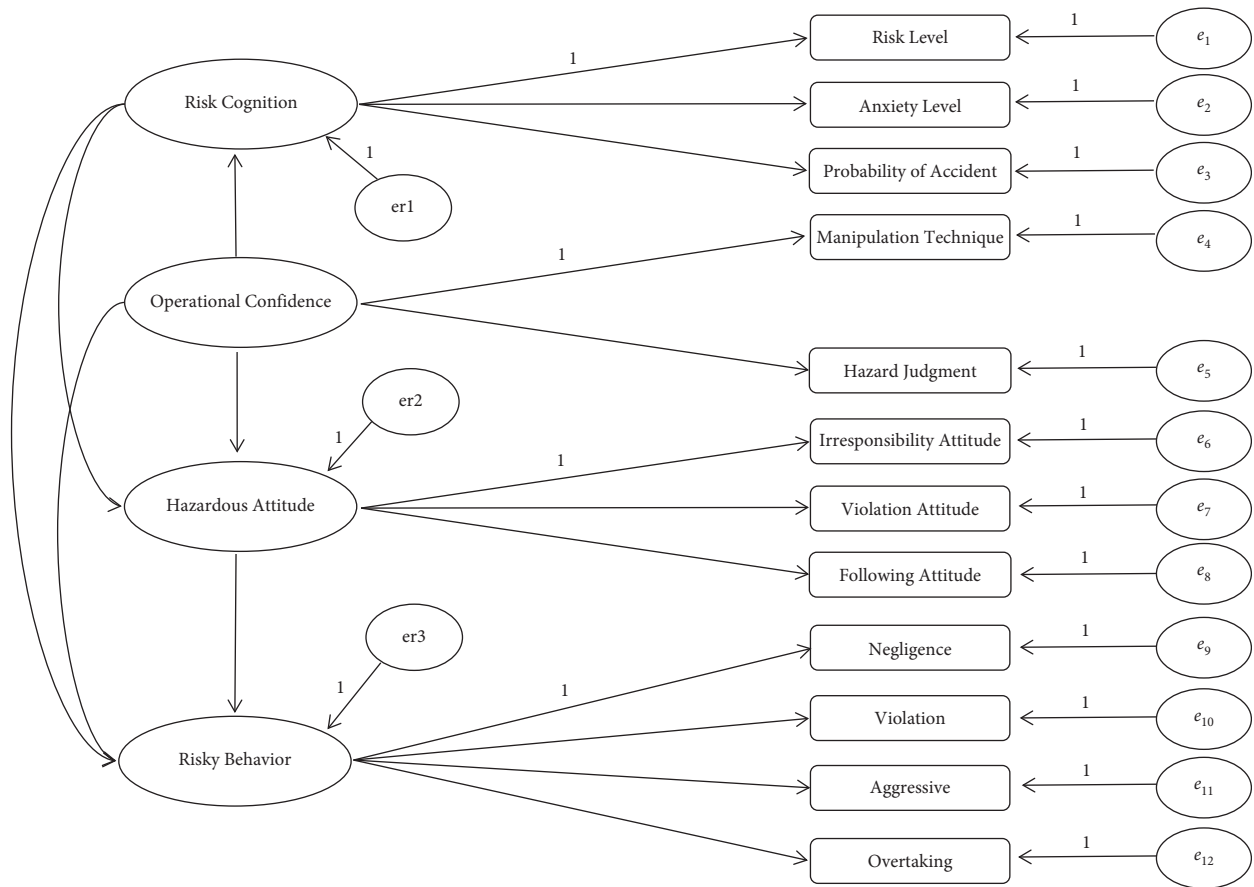 1
Risk Level
1
e1
Risk Cognition
Anxiety Level
1
e2
1
er1
Probability of Accident
1
e3
Manipulation Technique
1
e4
1
Operational Confidence
Hazard Judgment
1
e5
er2
1
Irresponsibility Attitude
1
e6
1
Hazardous Attitude
Violation Attitude
1
e7
Following Attitude
1
e8
er3
1
Negligence
1
e9
1
Violation
1
e10
Risky Behavior
Aggressive
1
e11
Overtaking
1
e12